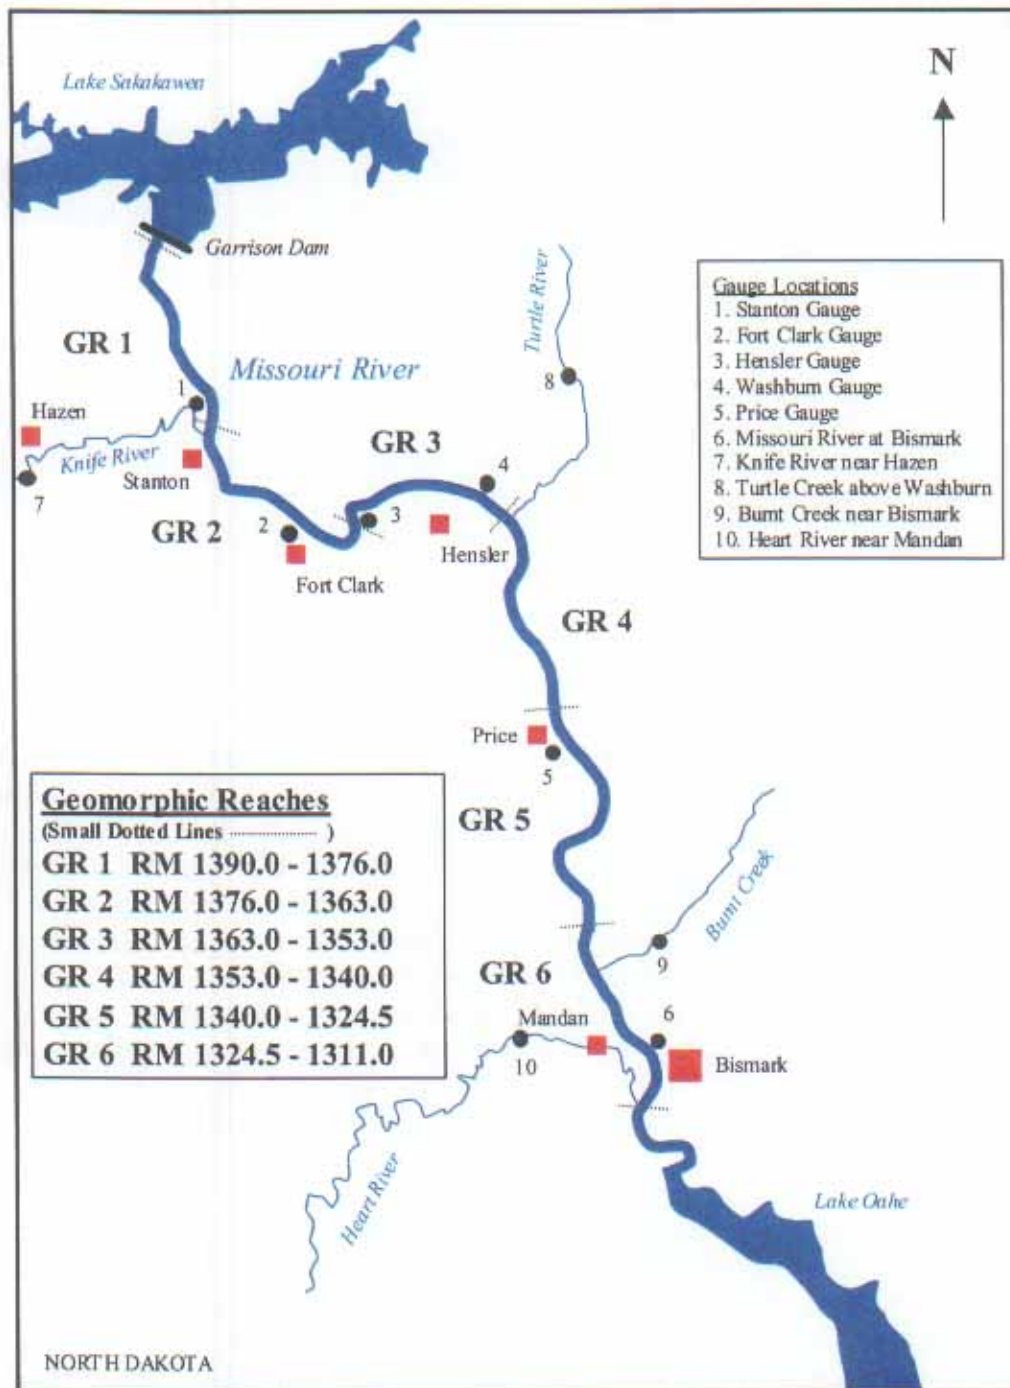 Lake Sakakawea
N
Garrison Dam
Turtle River
Gauge Locations
1. Stanton Gauge
2. Fort Clark Gauge
3. Hensler Gauge
4. Washburn Gauge
5. Price Gauge
6. Missouri River at Bismark
7. Knife River near Hazen
8. Turtle Creek above Washburn
9. Burnt Creek near Bismark
10. Heart River near Mandan
GR 1
Missouri River
8
1
Hazen
Knife River
GR 3
Stanton
4
7
GR 2
2
3
Hensler
Fort Clark
GR 4
Price
5
Geomorphic Reaches
(Small Dotted Lines .................... )
GR 1 RM 1390.0 - 1376.0
GR 2 RM 1376.0 - 1363.0
GR 3 RM 1363.0 - 1353.0
GR 4 RM 1353.0 - 1340.0
GR 5 RM 1340.0 - 1324.5
GR 6 RM 1324.5 - 1311.0
GR 5
Burnt Creek
9
GR 6
Mandan
6
10
Bismark
Heart River
Lake Oahe
NORTH DAKOTA